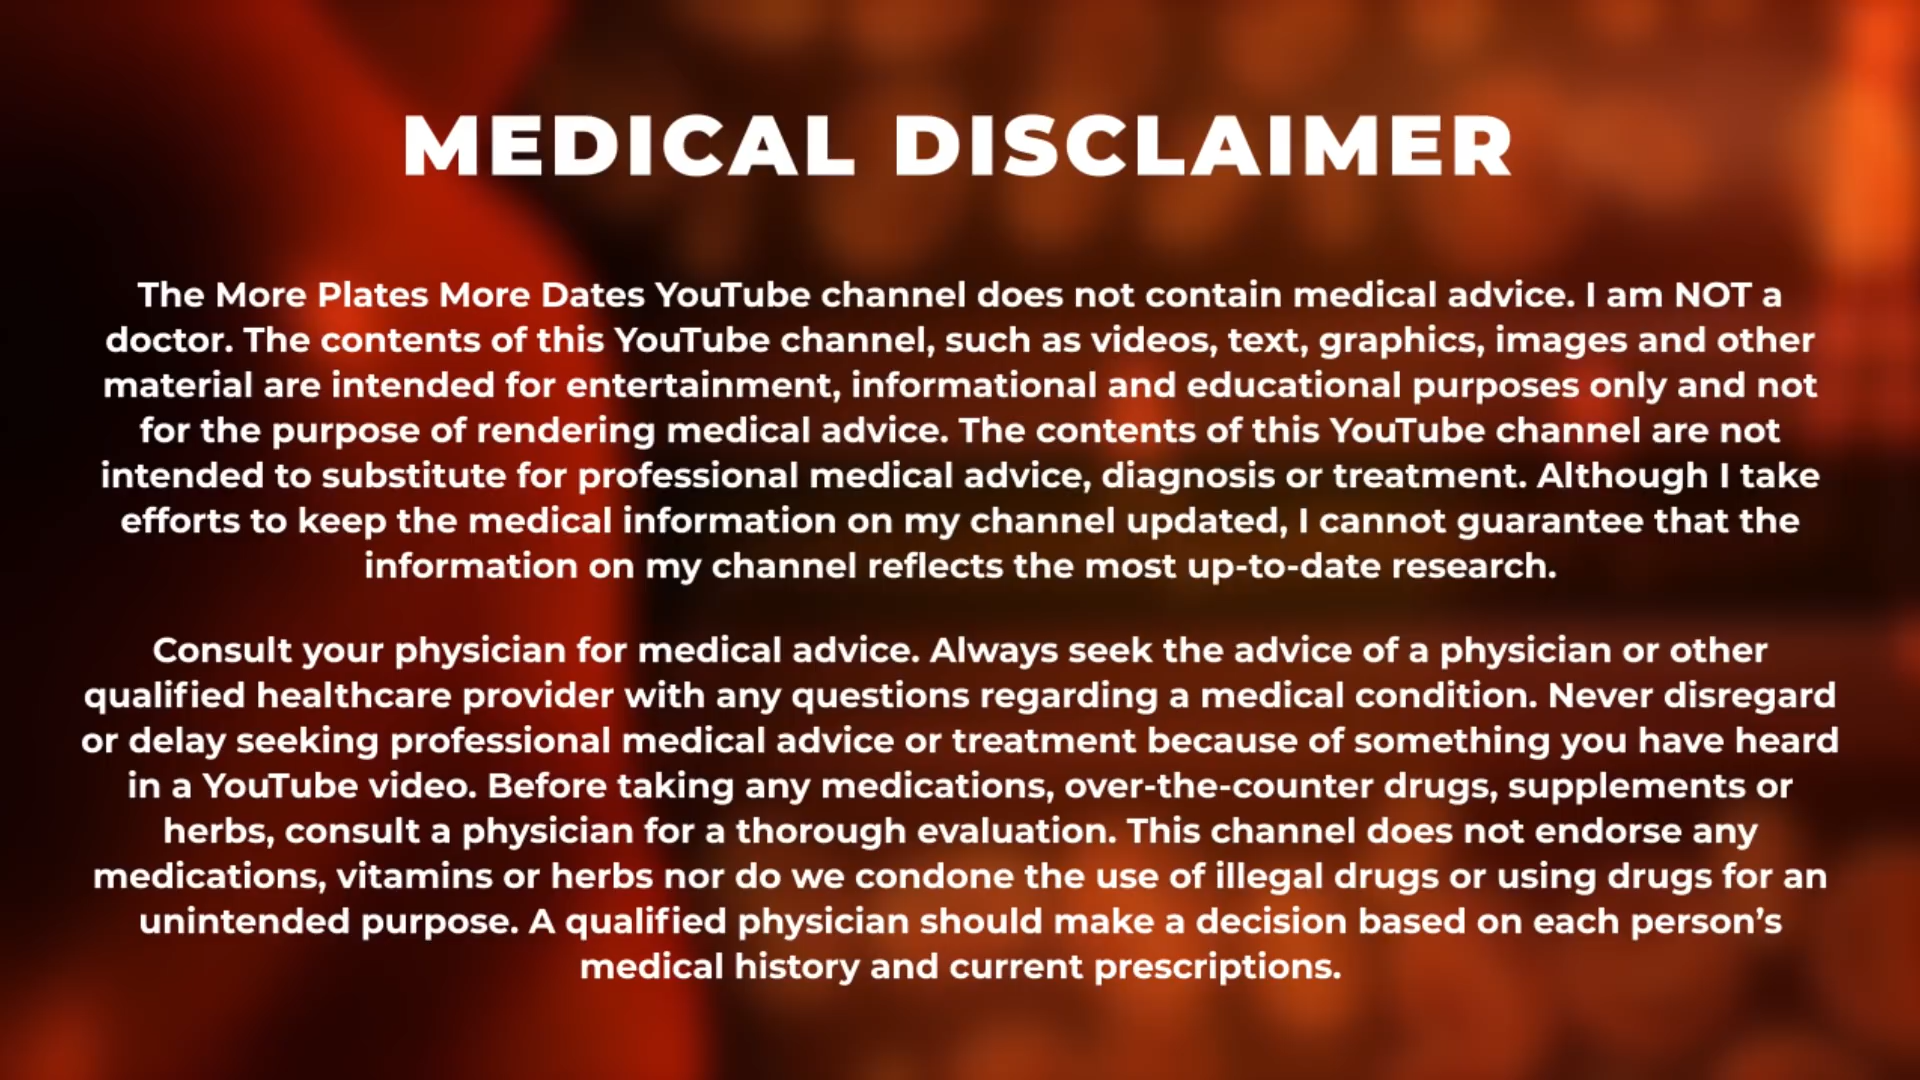 MEDICAL DISCLAIMER
The More Plates More Dates YouTube channel does not contain medical advice. I am NOT a
doctor. The contents of this YouTube channel, such as videos, text, graphics, images and other
material are intended for entertainment, informational and educational purposes only and not
for the purpose of rendering medical advice. The contents of this YouTube channel are not
intended to substitute for professional medical advice, diagnosis or treatment. Although I take
efforts to keep the medical information on my channel updated, I cannot guarantee that the
information on my channel reflects the most up-to-date research.
Consult your physician for medical advice. Always seek the advice of a physician or other
qualified healthcare provider with any questions regarding a medical condition. Never disregard
or delay seeking professional medical advice or treatment because of something you have heard
in a YouTube video. Before taking any medications, over-the-counter drugs, supplements or
herbs, consult a physician for a thorough evaluation. This channel does not endorse any
medications, vitamins or herbs nor do we condone the use of illegal drugs or using drugs for an
unintended purpose. A qualified physician should make a decision based on each person’s
medical history and current prescriptions.